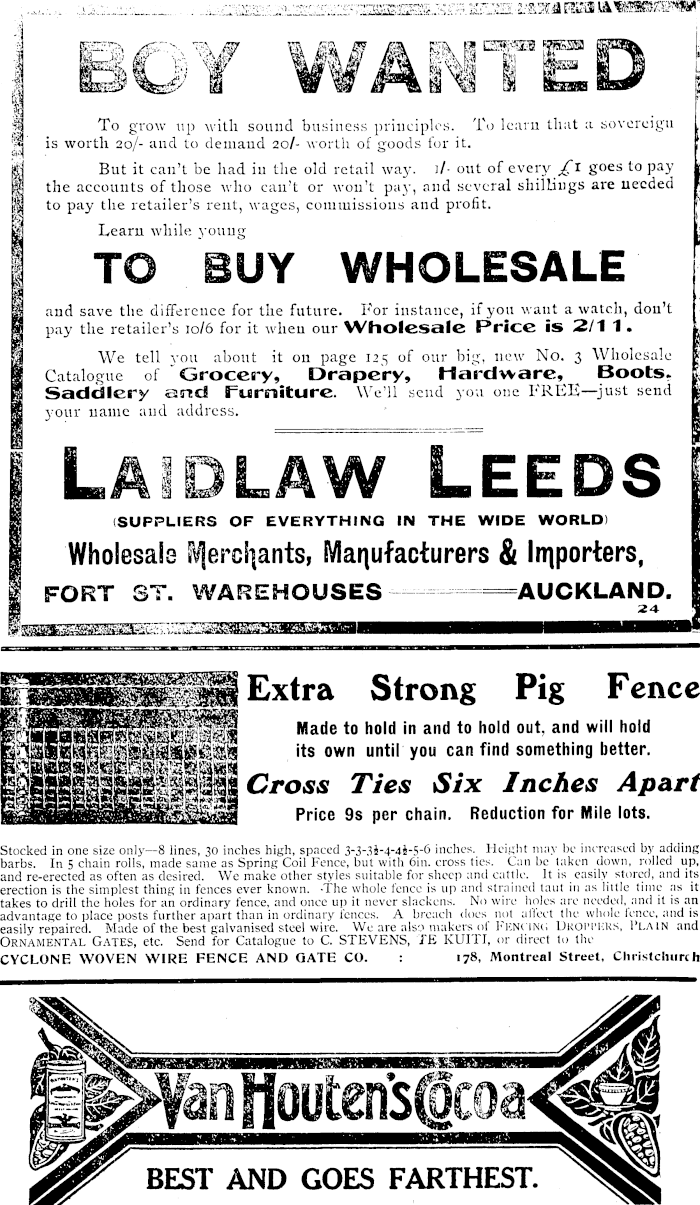 BOY WANTED
To grow up with sound business principles. To learn that a sovereign
is worth 20/- and to demand 20/- worth of goods for it.
But it can't be had in the old retail way. 1/- out of every £1 goes to pay
the accounts of those who can't or won't pay, and several shillings are needed
to pay the retailer's rent, wages, commissions and profit.
Learn while young
TO BUY WHOLESALE
and save the difference for the future. For instance, if you want a watch, don't
pay the retailer's 10/6 for it when our Wholesale Price is 2/11.
We tell you about it on page 125 of our big, new No. 3 Wholesale
Catalogue of Grocery, Drapery, Hardware, Boots.
Saddlery and Furniture. We'll send you one FREE—just send
your name and address.
LAIDLAW LEEDS
(SUPPLIERS OF EVERYTHING IN THE WIDE WORLD)
Wholesale Merchants, Manufacturers & Importers,
FORT ST. WAREHOUSES AUCKLAND.
24
Extra Strong Pig Fence
Made to hold in and to hold out, and will hold
its own until you can find something better.
Cross Ties Six Inches Apart
Price 9s per chain. Reduction for Mile lots.
Stocked in one size only—8 lines, 30 inches high, spaced 3-3-3½-4-4½-5-6 inches. Height may be increased by adding
barbs. In 5 chain rolls, made same as Spring Coil Fence, but with 6in. cross ties. Can be taken down, rolled up,
and re-erected as often as desired. We make other styles suitable for sheep and cattle. It is easily stored, and its
erection is the simplest thing in fences ever known. The whole fence is up and strained taut in as little time as it
takes to drill the holes for an ordinary fence, and once up it never slackens. No wire holes are needed, and it is an
advantage to place posts further apart than in ordinary fences. A breach does not affect the whole fence, and is
easily repaired. Made of the best galvanised steel wire. We are also makers of FENCING DROPPERS, PLAIN and
ORNAMENTAL GATES, etc. Send for Catalogue to C. STEVENS, TE KUITI, or direct to the
CYCLONE WOVEN WIRE FENCE AND GATE CO. : 178, Montreal Street, Christchurch
Van Houten's Cocoa
BEST AND GOES FARTHEST.